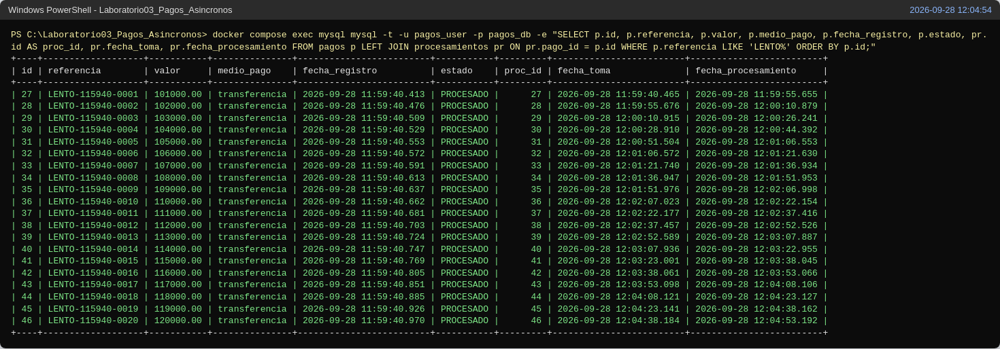 Windows PowerShell - Laboratorio03_Pagos_Asincronos
2026-09-28 12:04:54
PS C:\Laboratorio03_Pagos_Asincronos> docker compose exec mysql mysql -t -u pagos_user -p pagos_db -e "SELECT p.id, p.referencia, p.valor, p.medio_pago, p.fecha_registro, p.estado, pr.
id AS proc_id, pr.fecha_toma, pr.fecha_procesamiento FROM pagos p LEFT JOIN procesamientos pr ON pr.pago_id = p.id WHERE p.referencia LIKE 'LENTO%' ORDER BY p.id;"
+----+-------------------+-----------+---------------+-------------------------+-----------+---------+-------------------------+-------------------------+
| id | referencia        | valor     | medio_pago    | fecha_registro          | estado    | proc_id | fecha_toma              | fecha_procesamiento     |
+----+-------------------+-----------+---------------+-------------------------+-----------+---------+-------------------------+-------------------------+
| 27 | LENTO-115940-0001 | 101000.00 | transferencia | 2026-09-28 11:59:40.413 | PROCESADO |      27 | 2026-09-28 11:59:40.465 | 2026-09-28 11:59:55.655 |
| 28 | LENTO-115940-0002 | 102000.00 | transferencia | 2026-09-28 11:59:40.476 | PROCESADO |      28 | 2026-09-28 11:59:55.676 | 2026-09-28 12:00:10.879 |
| 29 | LENTO-115940-0003 | 103000.00 | transferencia | 2026-09-28 11:59:40.509 | PROCESADO |      29 | 2026-09-28 12:00:10.915 | 2026-09-28 12:00:26.241 |
| 30 | LENTO-115940-0004 | 104000.00 | transferencia | 2026-09-28 11:59:40.529 | PROCESADO |      30 | 2026-09-28 12:00:28.910 | 2026-09-28 12:00:44.392 |
| 31 | LENTO-115940-0005 | 105000.00 | transferencia | 2026-09-28 11:59:40.553 | PROCESADO |      31 | 2026-09-28 12:00:51.504 | 2026-09-28 12:01:06.553 |
| 32 | LENTO-115940-0006 | 106000.00 | transferencia | 2026-09-28 11:59:40.572 | PROCESADO |      32 | 2026-09-28 12:01:06.572 | 2026-09-28 12:01:21.630 |
| 33 | LENTO-115940-0007 | 107000.00 | transferencia | 2026-09-28 11:59:40.591 | PROCESADO |      33 | 2026-09-28 12:01:21.740 | 2026-09-28 12:01:36.934 |
| 34 | LENTO-115940-0008 | 108000.00 | transferencia | 2026-09-28 11:59:40.613 | PROCESADO |      34 | 2026-09-28 12:01:36.947 | 2026-09-28 12:01:51.953 |
| 35 | LENTO-115940-0009 | 109000.00 | transferencia | 2026-09-28 11:59:40.637 | PROCESADO |      35 | 2026-09-28 12:01:51.976 | 2026-09-28 12:02:06.998 |
| 36 | LENTO-115940-0010 | 110000.00 | transferencia | 2026-09-28 11:59:40.662 | PROCESADO |      36 | 2026-09-28 12:02:07.023 | 2026-09-28 12:02:22.154 |
| 37 | LENTO-115940-0011 | 111000.00 | transferencia | 2026-09-28 11:59:40.681 | PROCESADO |      37 | 2026-09-28 12:02:22.177 | 2026-09-28 12:02:37.416 |
| 38 | LENTO-115940-0012 | 112000.00 | transferencia | 2026-09-28 11:59:40.703 | PROCESADO |      38 | 2026-09-28 12:02:37.457 | 2026-09-28 12:02:52.526 |
| 39 | LENTO-115940-0013 | 113000.00 | transferencia | 2026-09-28 11:59:40.724 | PROCESADO |      39 | 2026-09-28 12:02:52.589 | 2026-09-28 12:03:07.887 |
| 40 | LENTO-115940-0014 | 114000.00 | transferencia | 2026-09-28 11:59:40.747 | PROCESADO |      40 | 2026-09-28 12:03:07.936 | 2026-09-28 12:03:22.955 |
| 41 | LENTO-115940-0015 | 115000.00 | transferencia | 2026-09-28 11:59:40.769 | PROCESADO |      41 | 2026-09-28 12:03:23.001 | 2026-09-28 12:03:38.045 |
| 42 | LENTO-115940-0016 | 116000.00 | transferencia | 2026-09-28 11:59:40.805 | PROCESADO |      42 | 2026-09-28 12:03:38.061 | 2026-09-28 12:03:53.066 |
| 43 | LENTO-115940-0017 | 117000.00 | transferencia | 2026-09-28 11:59:40.851 | PROCESADO |      43 | 2026-09-28 12:03:53.098 | 2026-09-28 12:04:08.106 |
| 44 | LENTO-115940-0018 | 118000.00 | transferencia | 2026-09-28 11:59:40.885 | PROCESADO |      44 | 2026-09-28 12:04:08.121 | 2026-09-28 12:04:23.127 |
| 45 | LENTO-115940-0019 | 119000.00 | transferencia | 2026-09-28 11:59:40.926 | PROCESADO |      45 | 2026-09-28 12:04:23.141 | 2026-09-28 12:04:38.162 |
| 46 | LENTO-115940-0020 | 120000.00 | transferencia | 2026-09-28 11:59:40.970 | PROCESADO |      46 | 2026-09-28 12:04:38.184 | 2026-09-28 12:04:53.192 |
+----+-------------------+-----------+---------------+-------------------------+-----------+---------+-------------------------+-------------------------+